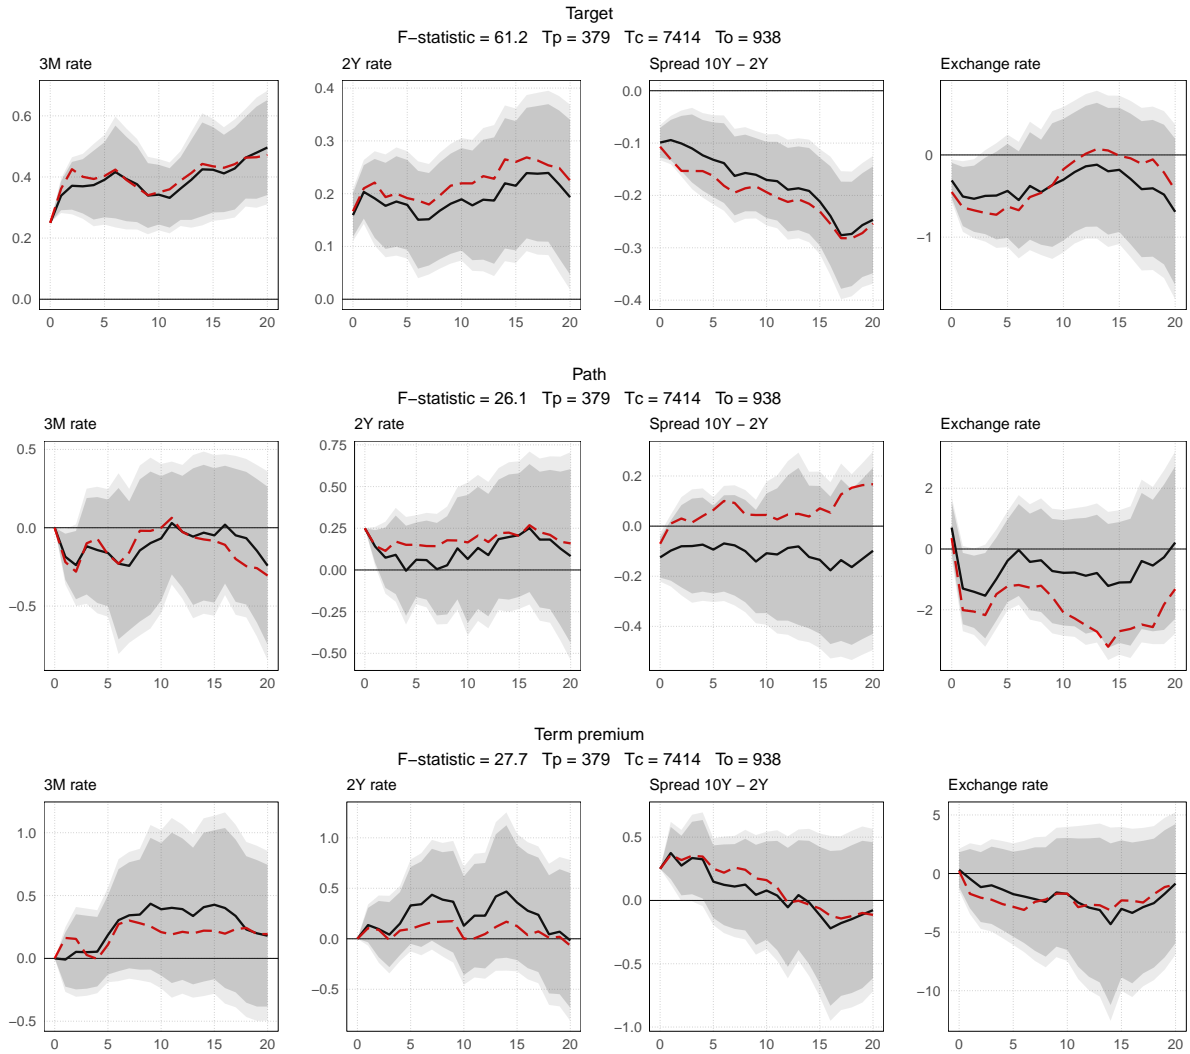 Target
F−statistic = 61.2 Tp = 379 Tc = 7414 To = 938
3M rate
2Y rate
Spread 10Y − 2Y
Exchange rate
0.6
0.4
0.2
0.0
0 5 10 15 20
0.4
0.3
0.2
0.1
0.0
0 5 10 15 20
0.0
−0.1
−0.2
−0.3
−0.4
0 5 10 15 20
0
−1
0 5 10 15 20
Path
F−statistic = 26.1 Tp = 379 Tc = 7414 To = 938
3M rate
2Y rate
Spread 10Y − 2Y
Exchange rate
0.5
0.0
−0.5
0 5 10 15 20
0.75
0.50
0.25
0.00
−0.25
−0.50
0 5 10 15 20
0.2
0.0
−0.2
−0.4
0 5 10 15 20
2
0
−2
0 5 10 15 20
Term premium
F−statistic = 27.7 Tp = 379 Tc = 7414 To = 938
3M rate
2Y rate
Spread 10Y − 2Y
Exchange rate
1.0
0.5
0.0
−0.5
0 5 10 15 20
1.0
0.5
0.0
−0.5
0 5 10 15 20
0.5
0.0
−0.5
−1.0
0 5 10 15 20
5
0
−5
−10
0 5 10 15 20